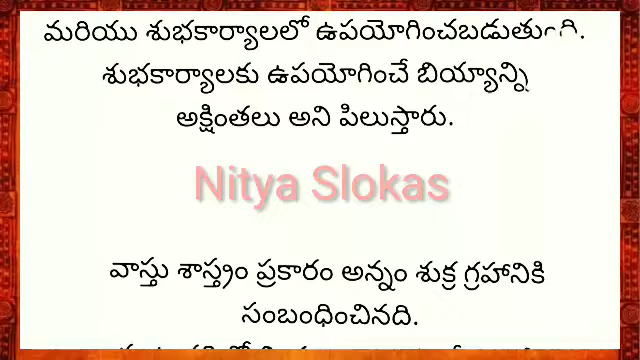 మరియు శుభకార్యాలలో ఉపయోగించబడుతుంది.
శుభకార్యాలకు ఉపయోగించే బియ్యాన్ని
అక్షింతలు అని పిలుస్తారు.
Nitya Slokas
వాస్తు శాస్త్రం ప్రకారం అన్నం శుక్ర గ్రహానికి
సంబంధించినది.